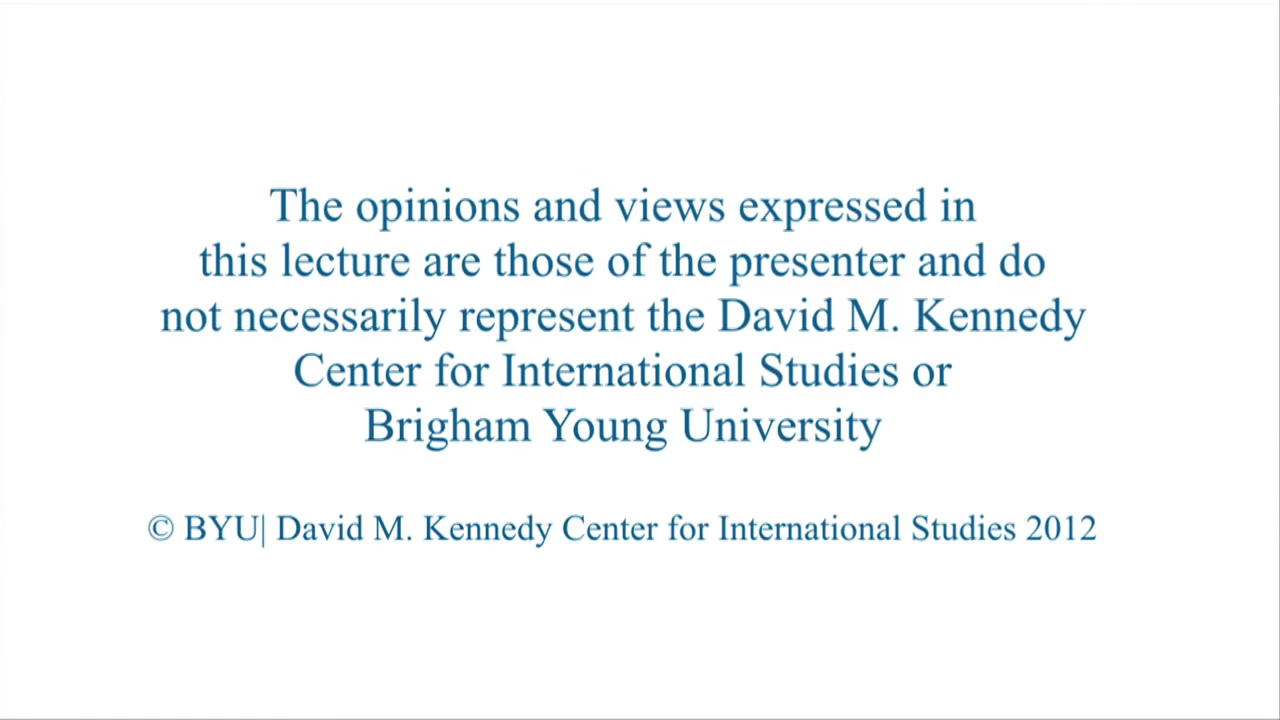 The opinions and views expressed in
this lecture are those of the presenter and do
not necessarily represent the David M. Kennedy
Center for International Studies or
Brigham Young University
© BYU| David M. Kennedy Center for International Studies 2012